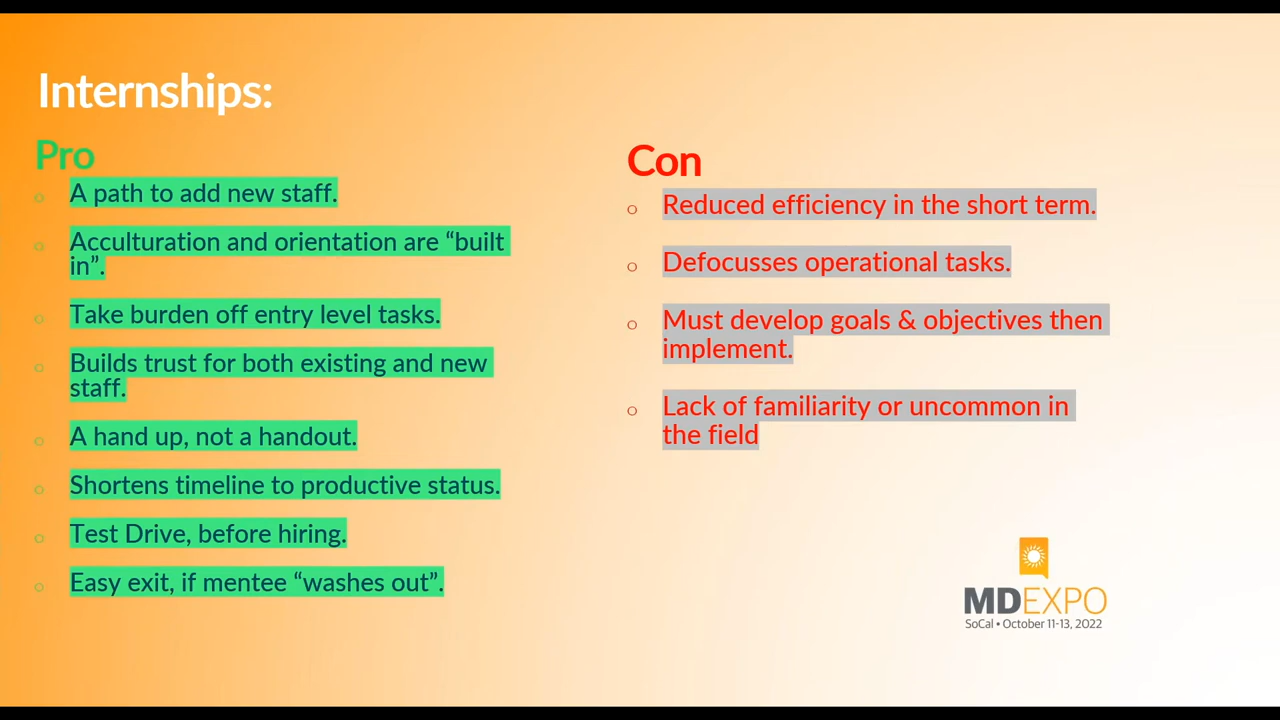 Internships:
Pro
A path to add new staff.
Acculturation and orientation are “built
in”.
Take burden off entry level tasks.
Builds trust for both existing and new
staff.
A hand up, not a handout.
Shortens timeline to productive status.
Test Drive, before hiring.
Easy exit, if mentee “washes out”.
Con
Reduced efficiency in the short term.
Defocusses operational tasks.
Must develop goals & objectives then
implement.
Lack of familiarity or uncommon in
the field
MDEXPO
SoCal • October 11-13, 2022